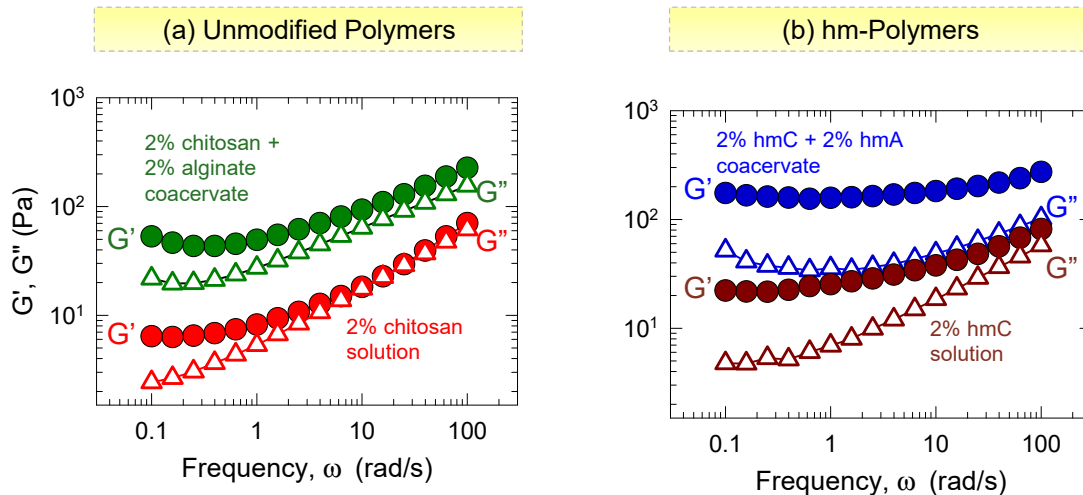 (a) Unmodified Polymers
G', G" (Pa)
10³
10²
10¹
2% chitosan +
2% alginate
coacervate
G'
G"
G'
G"
2% chitosan
solution
0.1
1
10
100
Frequency, ω (rad/s)
(b) hm-Polymers
10³
10²
10¹
2% hmC + 2% hmA
coacervate
G'
G"
G'
G"
2% hmC
solution
0.1
1
10
100
Frequency, ω (rad/s)